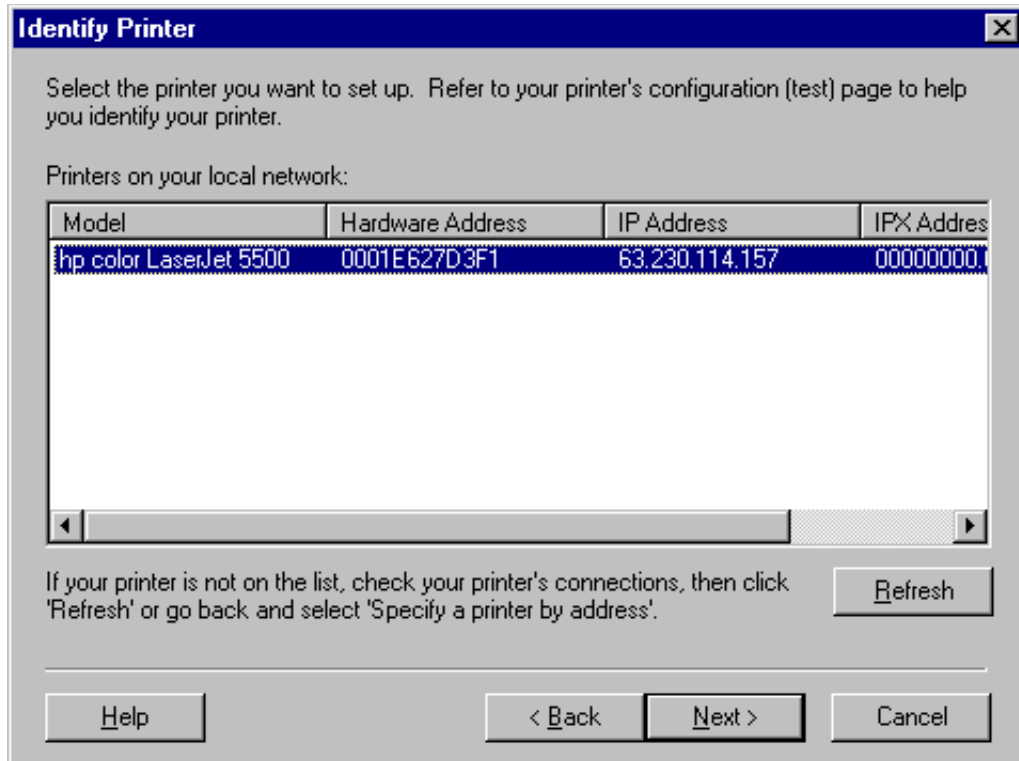 Identify Printer
Select the printer you want to set up.  Refer to your printer's configuration (test) page to help
you identify your printer.
Printers on your local network:
Model Hardware Address IP Address IPX Addres
hp color LaserJet 5500 0001E627D3F1 63.230.114.157 00000000.
If your printer is not on the list, check your printer's connections, then click
'Refresh' or go back and select 'Specify a printer by address'.
Refresh
Help < Back Next > Cancel